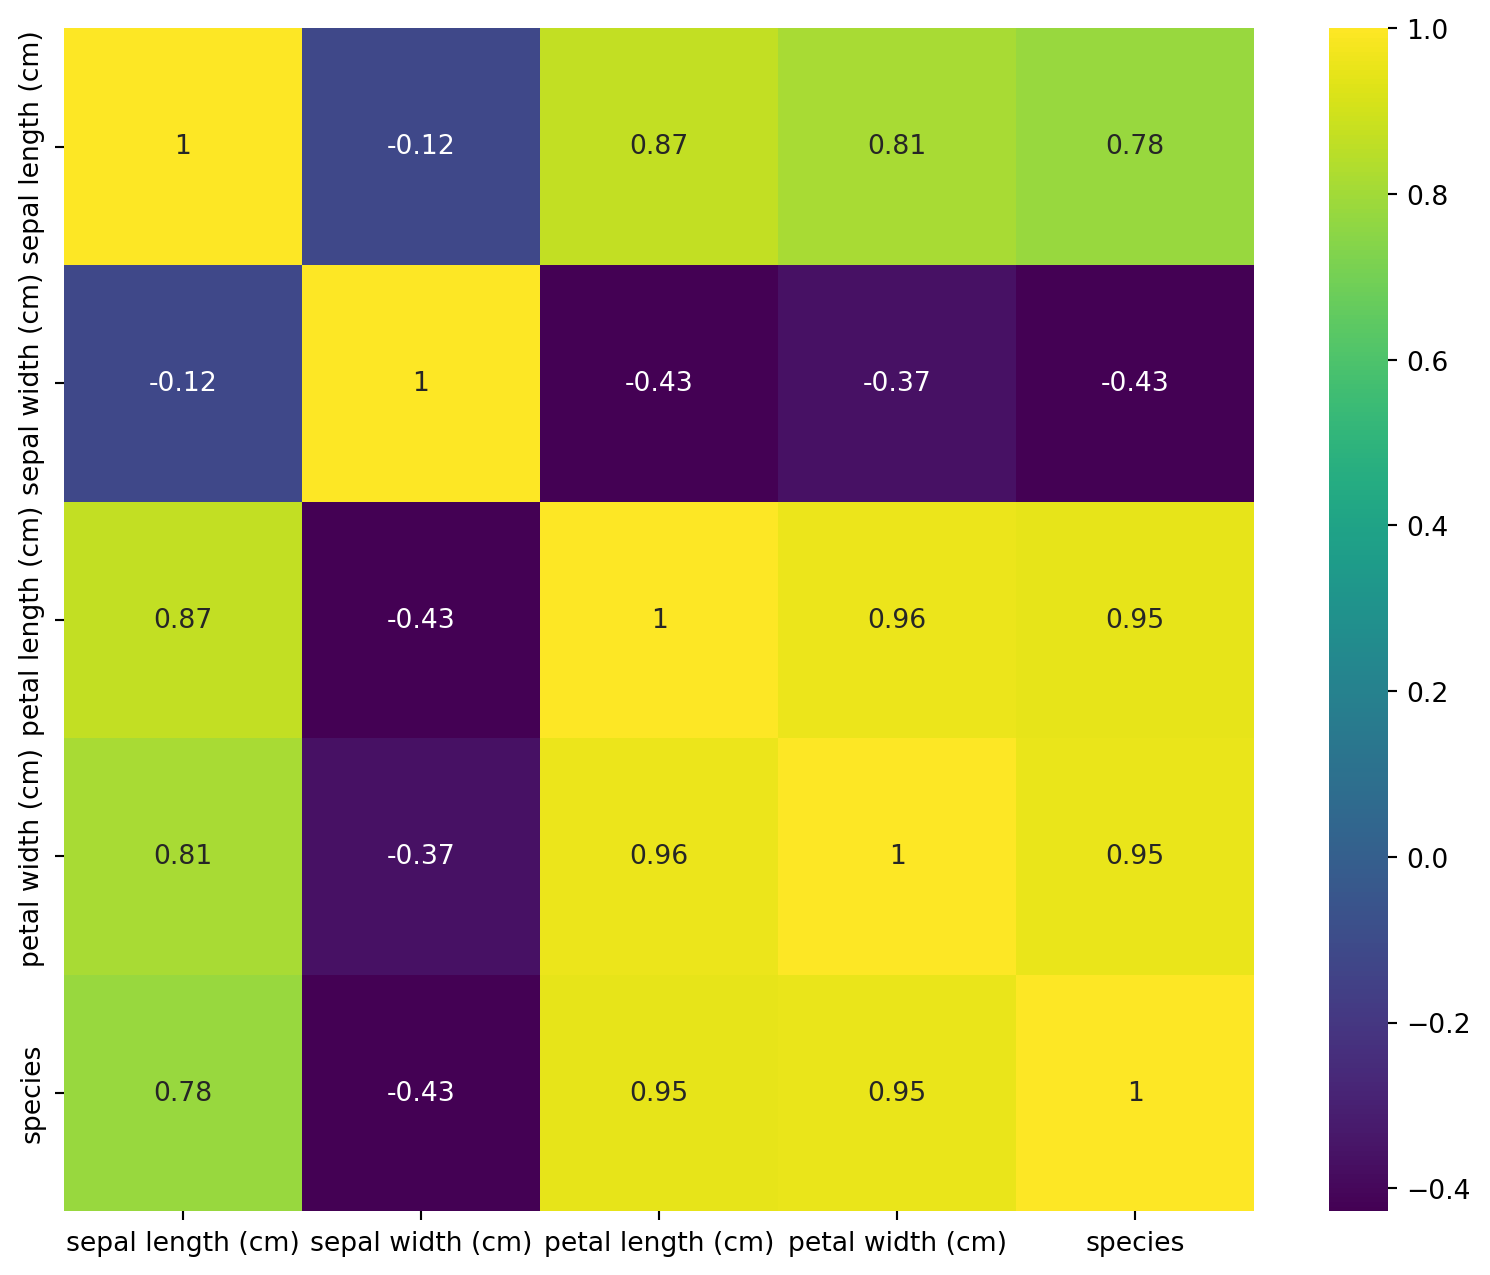 sepal length (cm)
1 -0.12 0.87 0.81 0.78
sepal width (cm)
-0.12 1 -0.43 -0.37 -0.43
petal length (cm)
0.87 -0.43 1 0.96 0.95
petal width (cm)
0.81 -0.37 0.96 1 0.95
species
0.78 -0.43 0.95 0.95 1
sepal length (cm) sepal width (cm) petal length (cm) petal width (cm) species
1.0
0.8
0.6
0.4
0.2
0.0
−0.2
−0.4